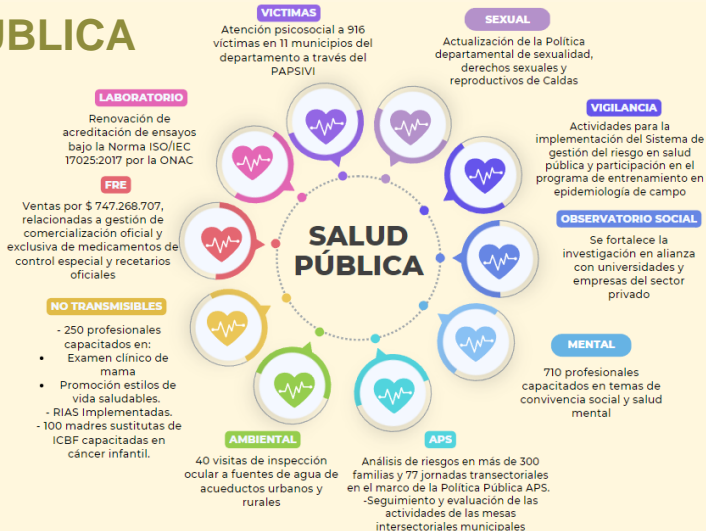 ÚBLICA
VICTIMAS
Atención psicosocial a 916
víctimas en 11 municipios del
departamento a través del
PAPSIVI
SEXUAL
Actualización de la Política
departamental de sexualidad,
derechos sexuales y
reproductivos de Caldas
LABORATORIO
Renovación de
acreditación de ensayos
bajo la Norma ISO/IEC
17025:2017 por la ONAC
VIGILANCIA
Actividades para la
implementación del Sistema de
gestión del riesgo en salud
pública y participación en el
programa de entrenamiento en
epidemiología de campo
FRE
Ventas por $ 747.268.707,
relacionadas a gestión de
comercialización oficial y
exclusiva de medicamentos de
control especial y recetarios
oficiales
SALUD
PÚBLICA
OBSERVATORIO SOCIAL
Se fortalece la
investigación en alianza
con universidades y
empresas del sector
privado
NO TRANSMISIBLES
- 250 profesionales
capacitados en:
• Examen clínico de
mama
• Promoción estilos de
vida saludables.
- RIAS Implementadas.
- 100 madres sustitutas de
ICBF capacitadas en
cáncer infantil.
MENTAL
710 profesionales
capacitados en temas de
convivencia social y salud
mental
AMBIENTAL
40 visitas de inspección
ocular a fuentes de agua de
acueductos urbanos y
rurales
APS
Análisis de riesgos en más de 300
familias y 77 jornadas transectoriales
en el marco de la Política Pública APS.
-Seguimiento y evaluación de las
actividades de las mesas
intersectoriales municipales